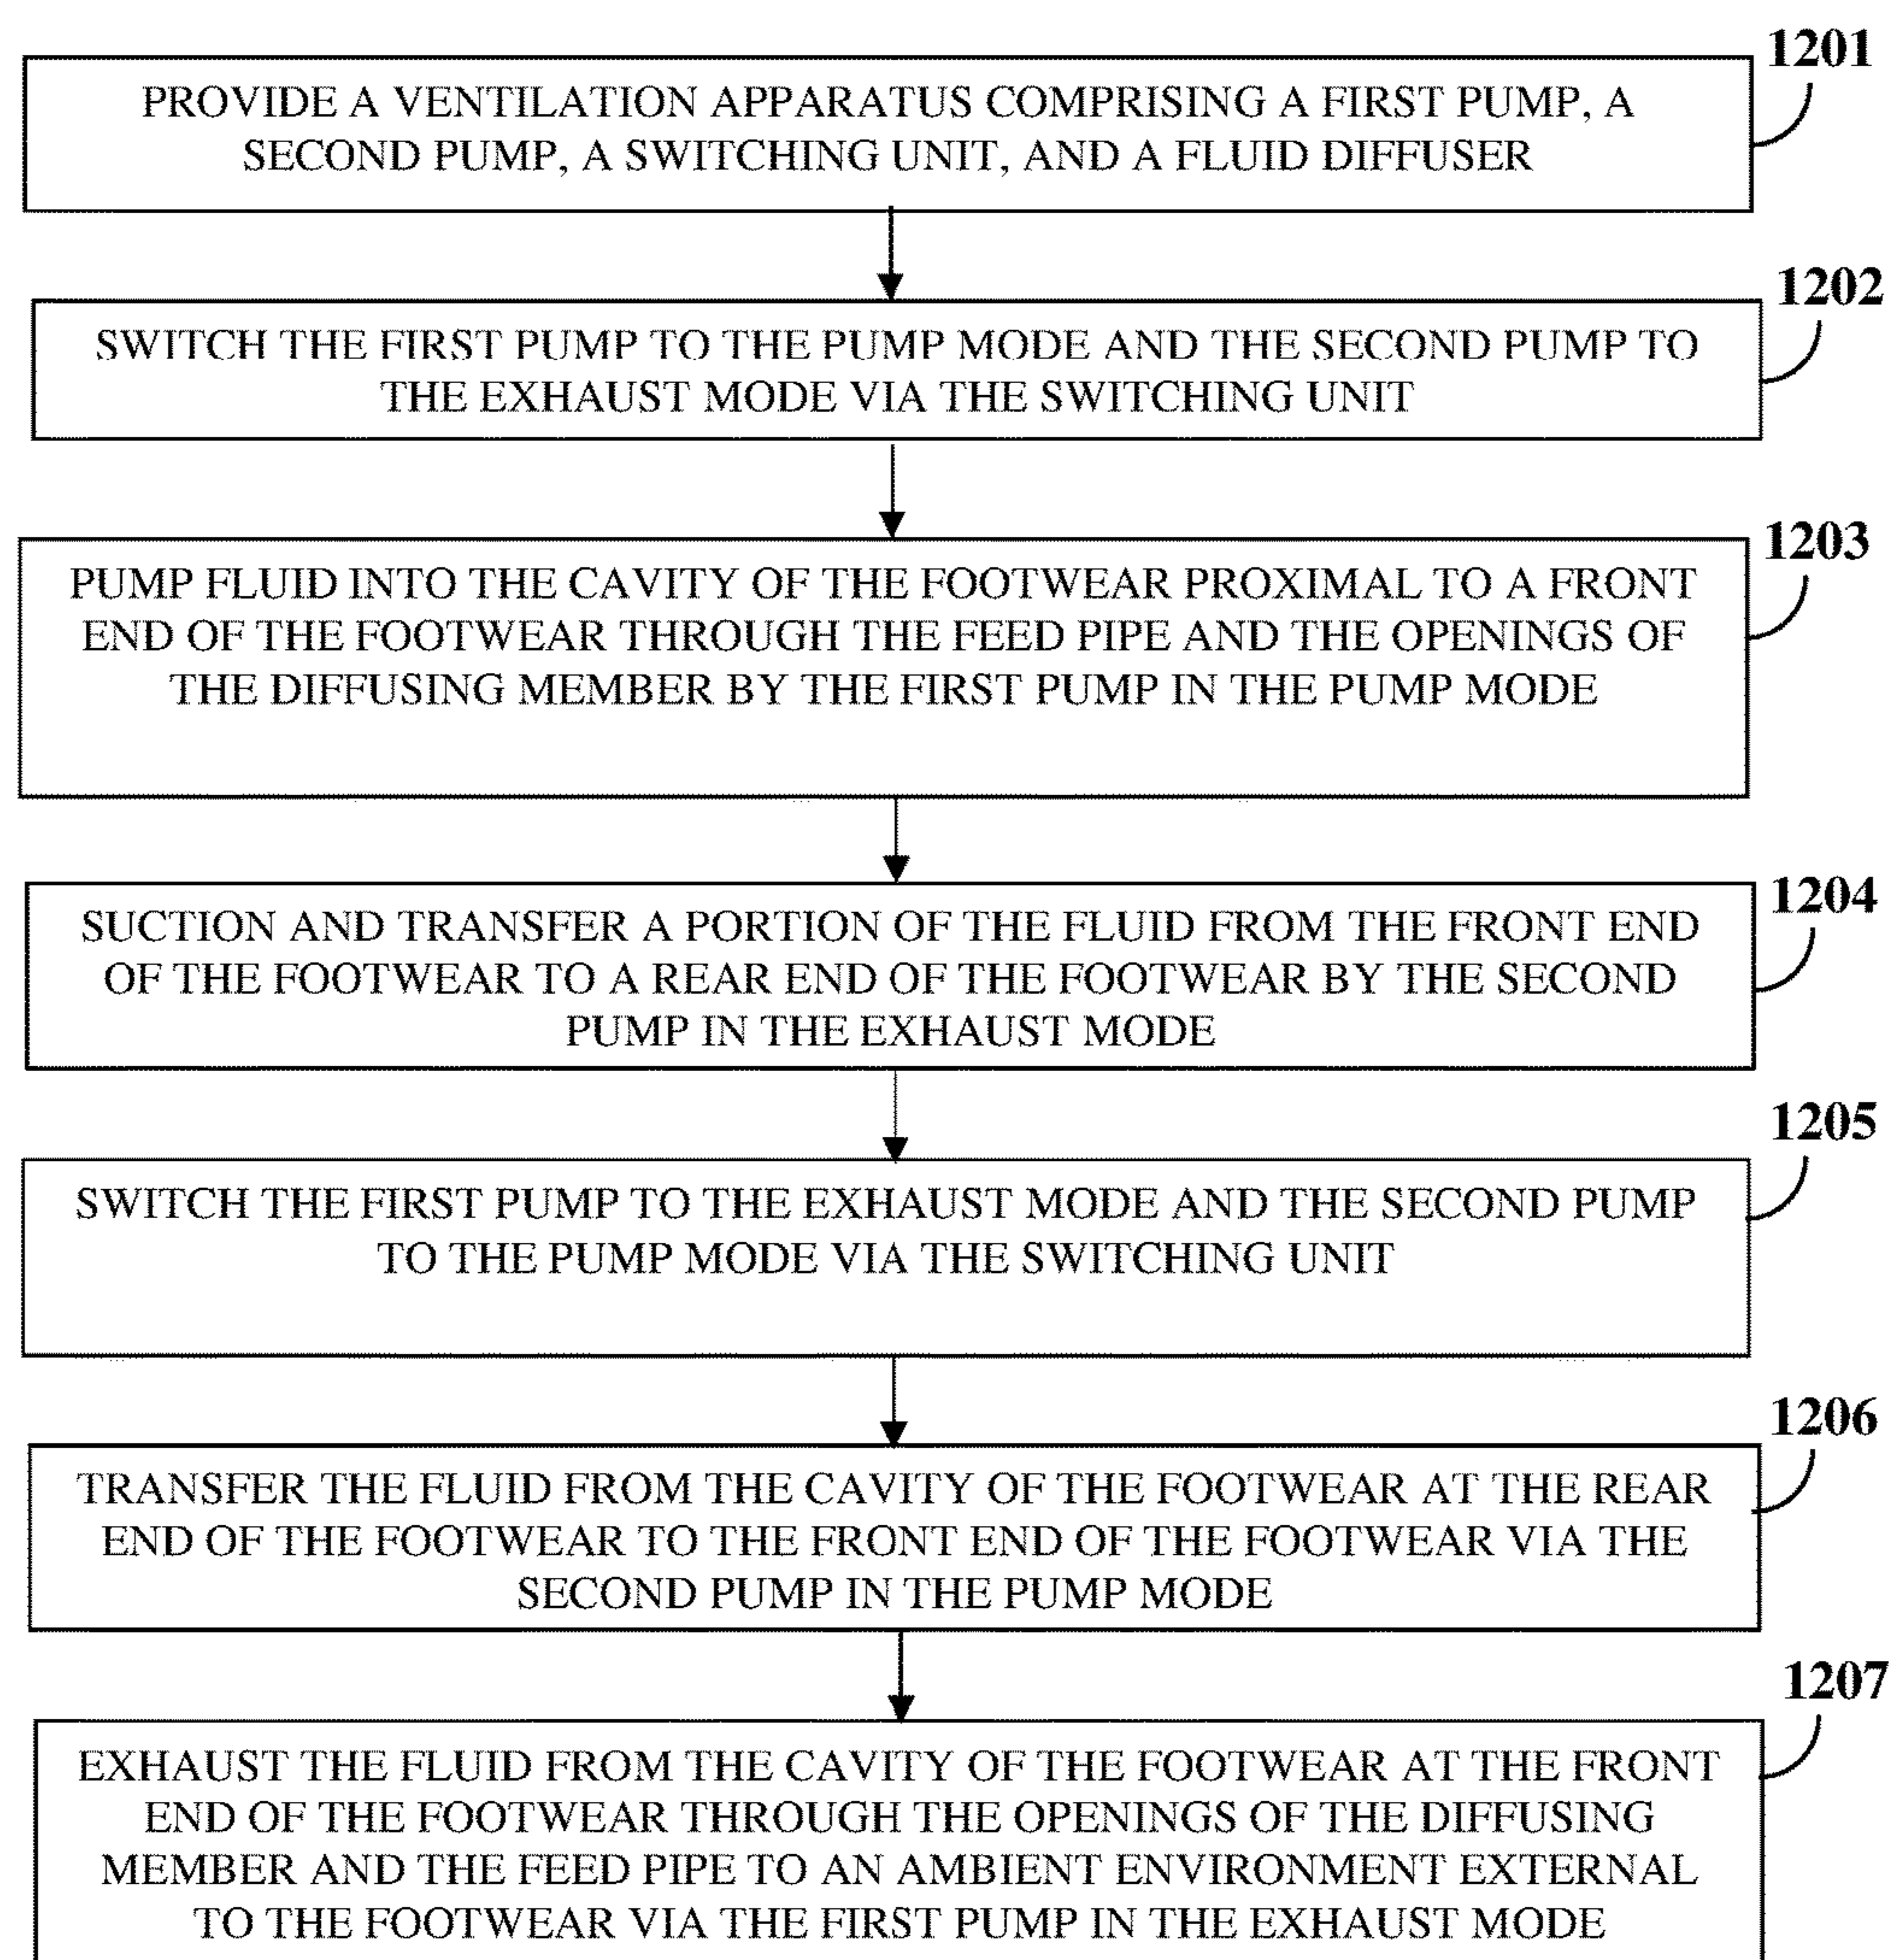 1201
PROVIDE A VENTILATION APPARATUS COMPRISING A FIRST PUMP, A
SECOND PUMP, A SWITCHING UNIT, AND A FLUID DIFFUSER
1202
SWITCH THE FIRST PUMP TO THE PUMP MODE AND THE SECOND PUMP TO
THE EXHAUST MODE VIA THE SWITCHING UNIT
1203
PUMP FLUID INTO THE CAVITY OF THE FOOTWEAR PROXIMAL TO A FRONT
END OF THE FOOTWEAR THROUGH THE FEED PIPE AND THE OPENINGS OF
THE DIFFUSING MEMBER BY THE FIRST PUMP IN THE PUMP MODE
1204
SUCTION AND TRANSFER A PORTION OF THE FLUID FROM THE FRONT END
OF THE FOOTWEAR TO A REAR END OF THE FOOTWEAR BY THE SECOND
PUMP IN THE EXHAUST MODE
1205
SWITCH THE FIRST PUMP TO THE EXHAUST MODE AND THE SECOND PUMP
TO THE PUMP MODE VIA THE SWITCHING UNIT
1206
TRANSFER THE FLUID FROM THE CAVITY OF THE FOOTWEAR AT THE REAR
END OF THE FOOTWEAR TO THE FRONT END OF THE FOOTWEAR VIA THE
SECOND PUMP IN THE PUMP MODE
1207
EXHAUST THE FLUID FROM THE CAVITY OF THE FOOTWEAR AT THE FRONT
END OF THE FOOTWEAR THROUGH THE OPENINGS OF THE DIFFUSING
MEMBER AND THE FEED PIPE TO AN AMBIENT ENVIRONMENT EXTERNAL
TO THE FOOTWEAR VIA THE FIRST PUMP IN THE EXHAUST MODE